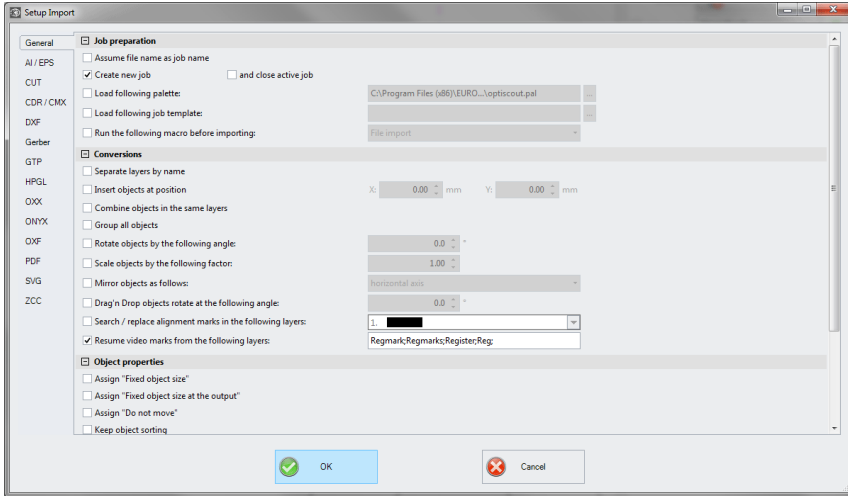 Setup Import
General
AI / EPS
CUT
CDR / CMX
DXF
Gerber
GTP
HPGL
OXX
ONYX
OXF
PDF
SVG
ZCC
Job preparation
Assume file name as job name
Create new job and close active job
Load following palette: C:\Program Files (x86)\EURO...\optiscout.pal ...
Load following job template: ...
Run the following macro before importing: File import
Conversions
Separate layers by name
Insert objects at position X: 0.00 mm Y: 0.00 mm
Combine objects in the same layers
Group all objects
Rotate objects by the following angle: 0.0 °
Scale objects by the following factor: 1.00
Mirror objects as follows: horizontal axis
Drag'n Drop objects rotate at the following angle: 0.0 °
Search / replace alignment marks in the following layers: 1.
Resume video marks from the following layers: Regmark;Regmarks;Register;Reg;
Object properties
Assign "Fixed object size"
Assign "Fixed object size at the output"
Assign "Do not move"
Keep object sorting
OK Cancel